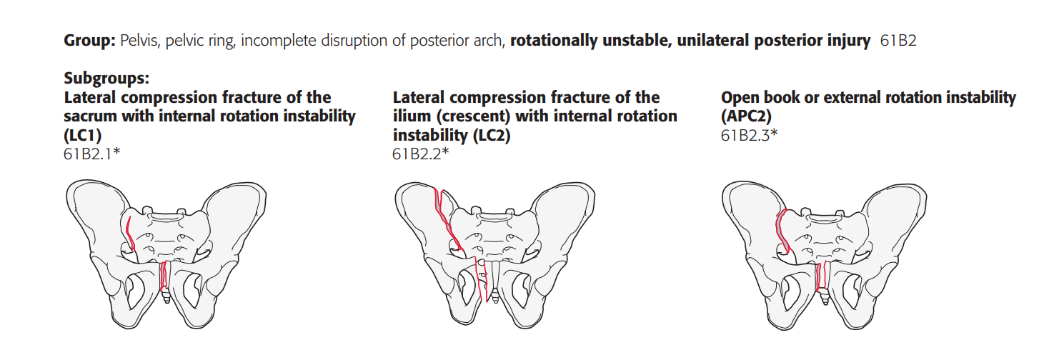 Group: Pelvis, pelvic ring, incomplete disruption of posterior arch, rotationally unstable, unilateral posterior injury 61B2
Subgroups:
Lateral compression fracture of the
sacrum with internal rotation instability
(LC1)
61B2.1*
Lateral compression fracture of the
ilium (crescent) with internal rotation
instability (LC2)
61B2.2*
Open book or external rotation instability
(APC2)
61B2.3*